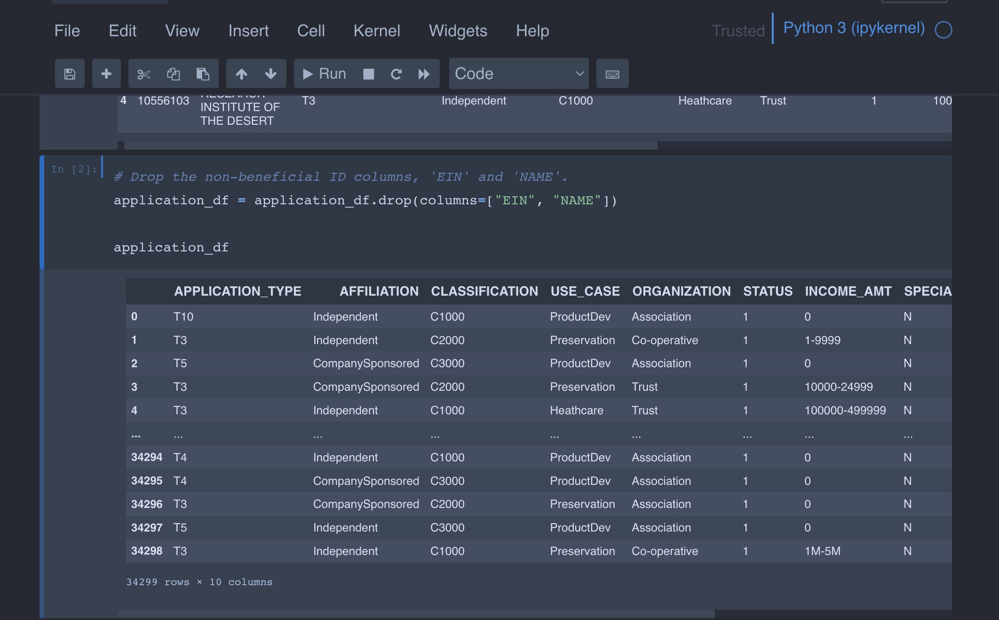 File Edit View Insert Cell Kernel Widgets Help Trusted Python 3 (ipykernel)
Run Code
4 10556103 RESEARCH T3 Independent C1000 Heathcare Trust 1 100
INSTITUTE OF
THE DESERT
In [2]:
# Drop the non-beneficial ID columns, 'EIN' and 'NAME'.
application_df = application_df.drop(columns=["EIN", "NAME"])
application_df
APPLICATION_TYPE AFFILIATION CLASSIFICATION USE_CASE ORGANIZATION STATUS INCOME_AMT SPECIA
0 T10 Independent C1000 ProductDev Association 1 0 N
1 T3 Independent C2000 Preservation Co-operative 1 1-9999 N
2 T5 CompanySponsored C3000 ProductDev Association 1 0 N
3 T3 CompanySponsored C2000 Preservation Trust 1 10000-24999 N
4 T3 Independent C1000 Heathcare Trust 1 100000-499999 N
... ... ... ... ... ... ... ... ...
34294 T4 Independent C1000 ProductDev Association 1 0 N
34295 T4 CompanySponsored C3000 ProductDev Association 1 0 N
34296 T3 CompanySponsored C2000 Preservation Association 1 0 N
34297 T5 Independent C3000 ProductDev Association 1 0 N
34298 T3 Independent C1000 Preservation Co-operative 1 1M-5M N
34299 rows × 10 columns